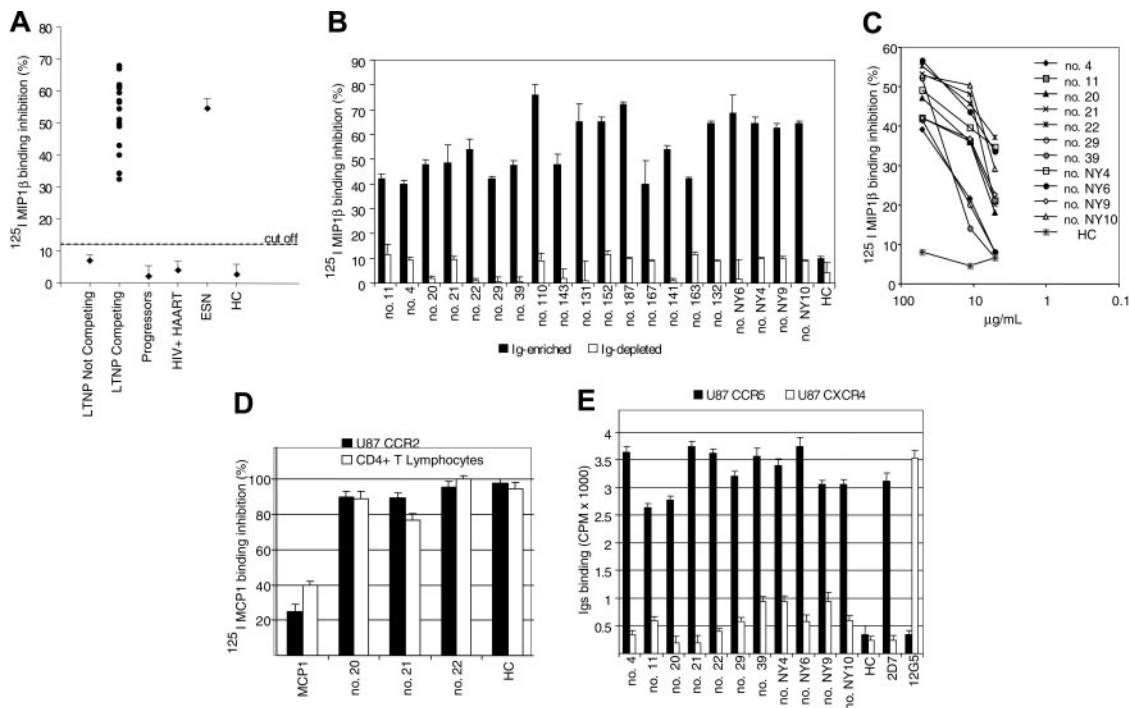 A
125I MIP1β binding inhibition (%)
80
70
60
50
40
30
20
10
0
cut off
LTNP Not Competing
LTNP Competing
Progressors
HIV+ HAART
ESN
HC
B
125I MIP1β binding inhibition (%)
90
80
70
60
50
40
30
20
10
0
no. 11
no. 4
no. 20
no. 21
no. 22
no. 29
no. 39
no. 110
no. 143
no. 131
no. 152
no. 187
no. 167
no. 141
no. 163
no. 132
no. NY6
no. NY4
no. NY9
no. NY10
HC
Ig-enriched
Ig-depleted
C
125I MIP1β binding inhibition (%)
60
50
40
30
20
10
0
100
10
1
0.1
µg/mL
no. 4
no. 11
no. 20
no. 21
no. 22
no. 29
no. 39
no. NY4
no. NY6
no. NY9
no. NY10
HC
D
U87 CCR2
CD4+ T Lymphocytes
125I MCP1 binding inhibition (%)
100
80
60
40
20
MCP1
no. 20
no. 21
no. 22
HC
E
U87 CCR5
U87 CXCR4
Igs binding (CPM x 1000)
4
3.5
3
2.5
2
1.5
1
0.5
no. 4
no. 11
no. 20
no. 21
no. 22
no. 29
no. 39
no. NY4
no. NY6
no. NY9
no. NY10
HC
2D7
12G5